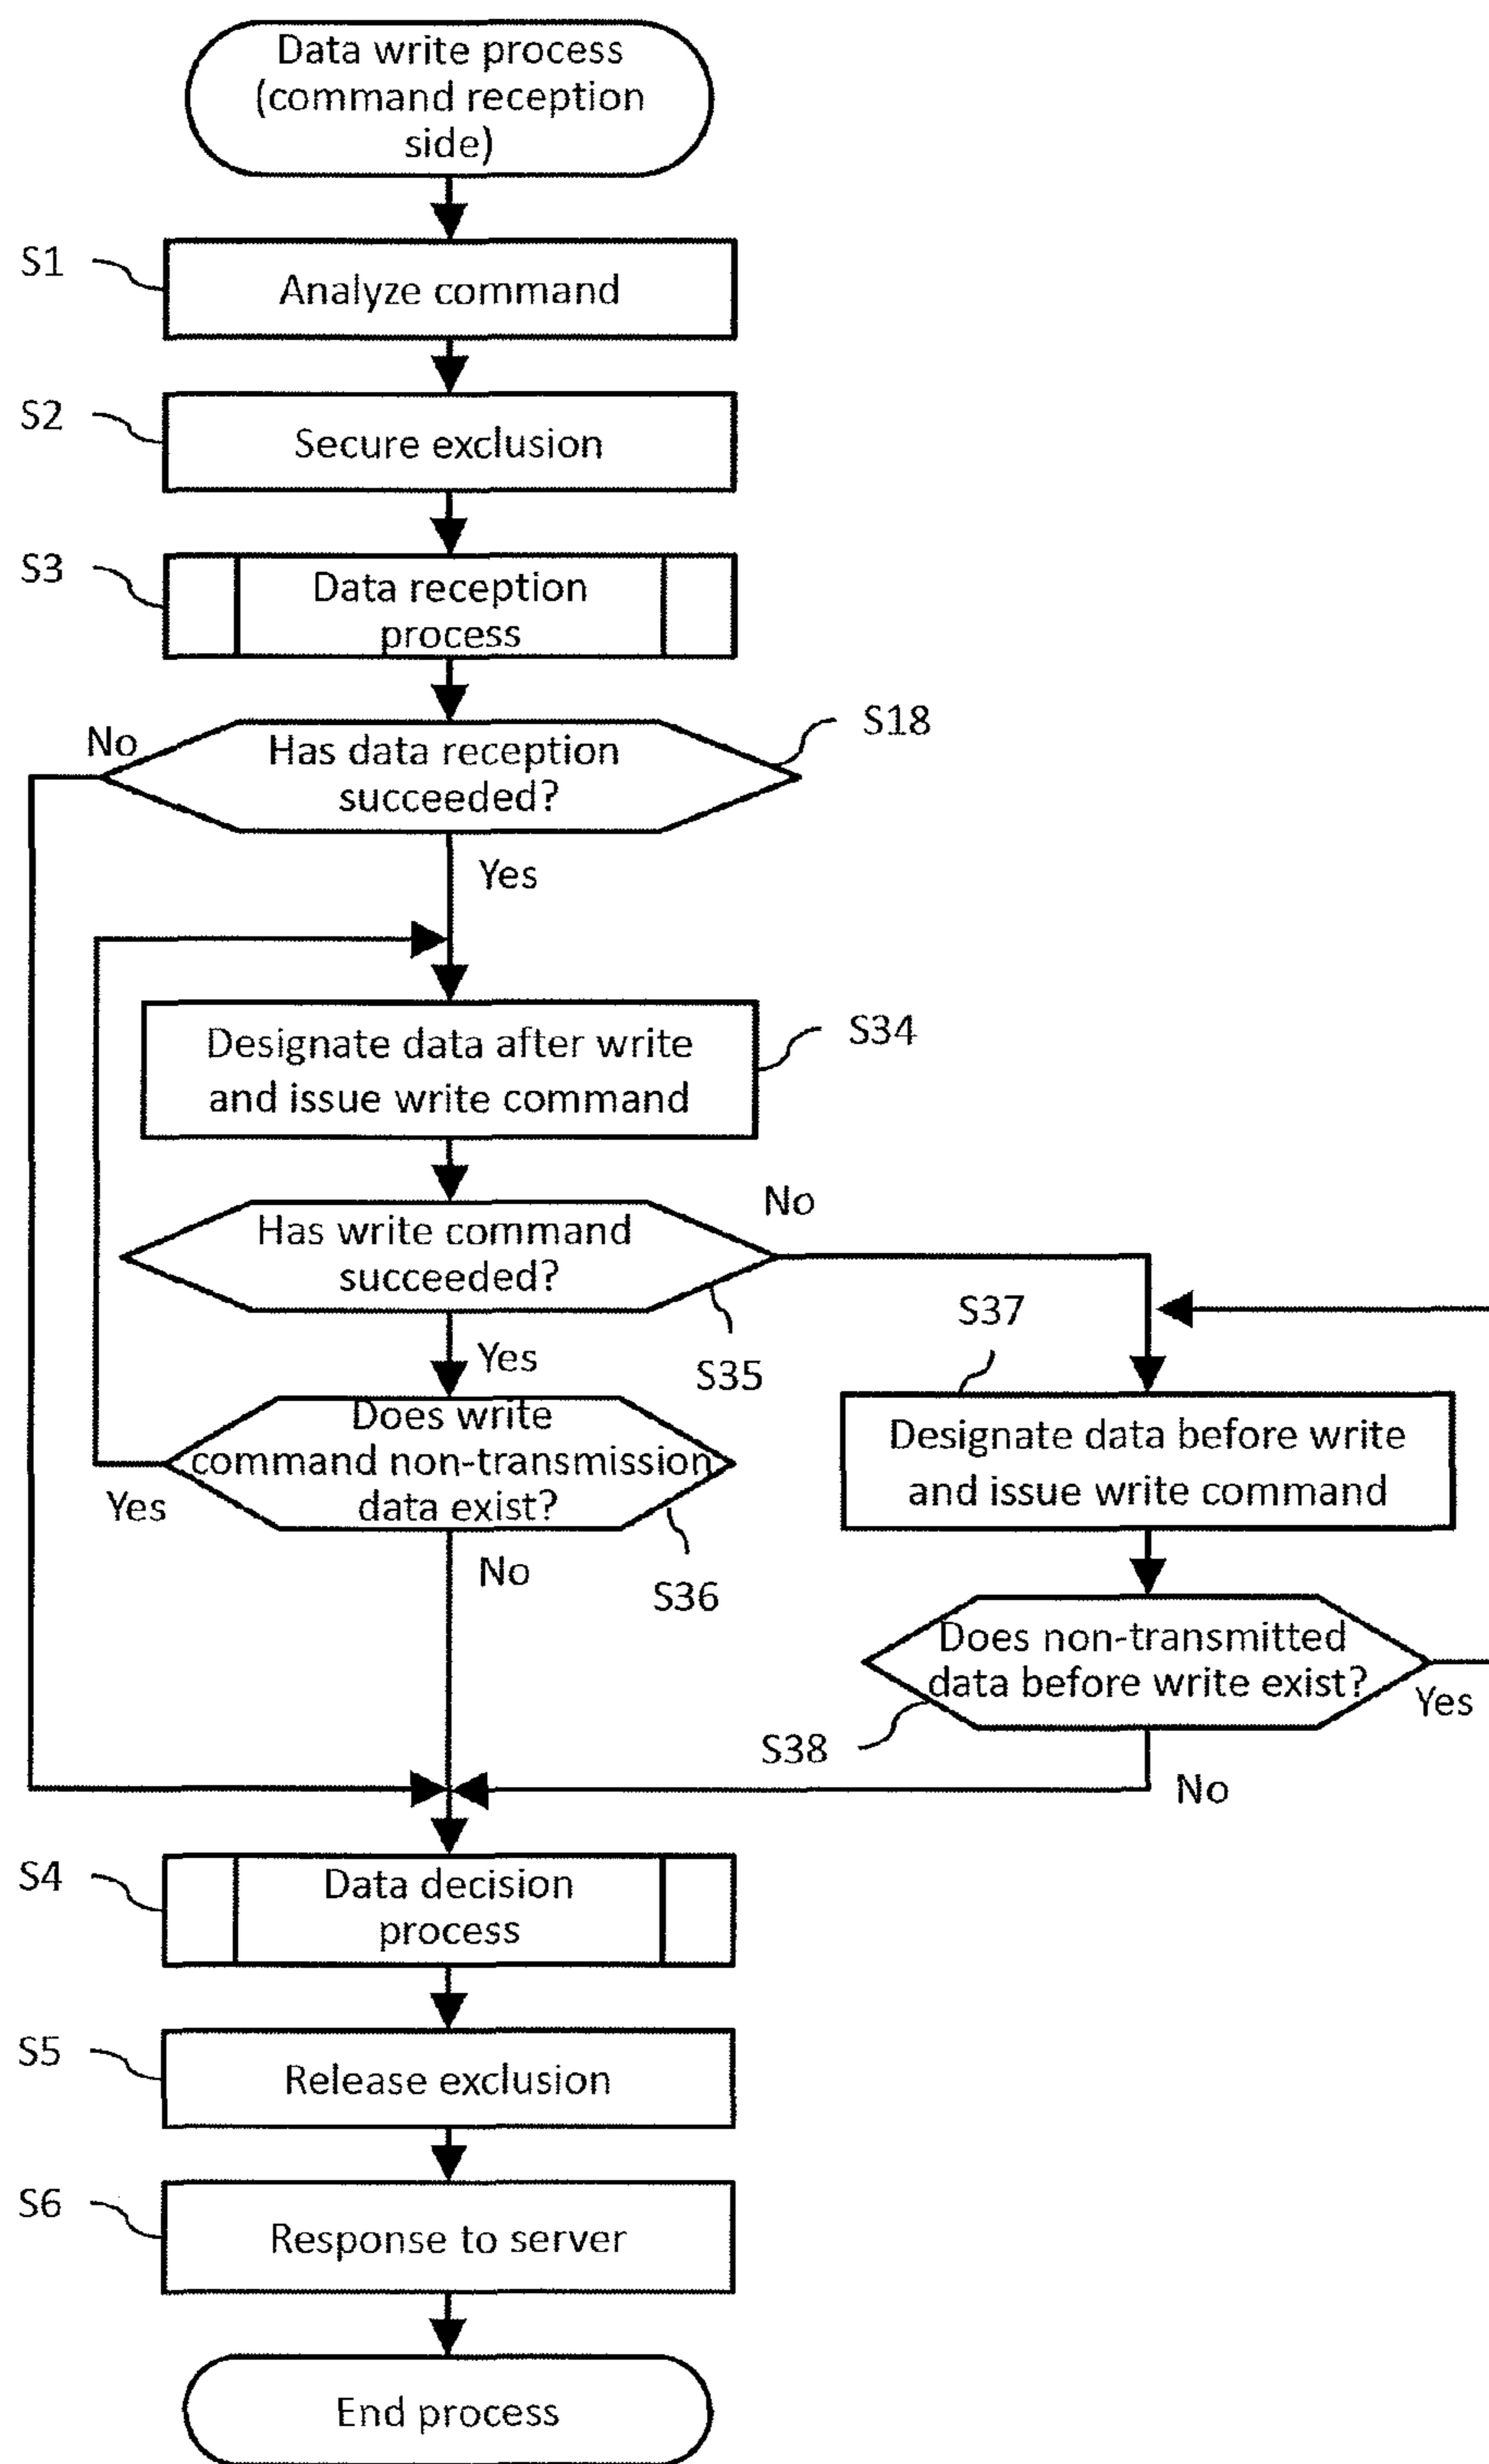 Data write process
(command reception
side)
S1
Analyze command
S2
Secure exclusion
S3
Data reception
process
S18
No
Has data reception
succeeded?
Yes
Designate data after write
and issue write command
S34
Has write command
succeeded?
No
S35
Yes
S37
Does write
command non-transmission
data exist?
Yes
No
S36
Designate data before write
and issue write command
Does non-transmitted
data before write exist?
Yes
S38
No
S4
Data decision
process
S5
Release exclusion
S6
Response to server
End process